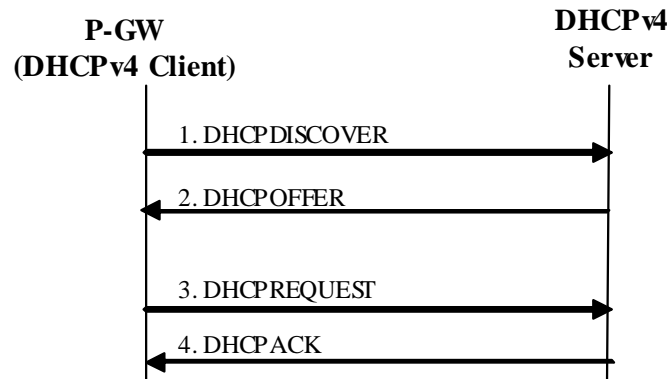 P-GW
(DHCPv4 Client)
DHCPv4
Server
1. DHCPDISCOVER
2. DHCPOFFER
3. DHCPREQUEST
4. DHCPACK